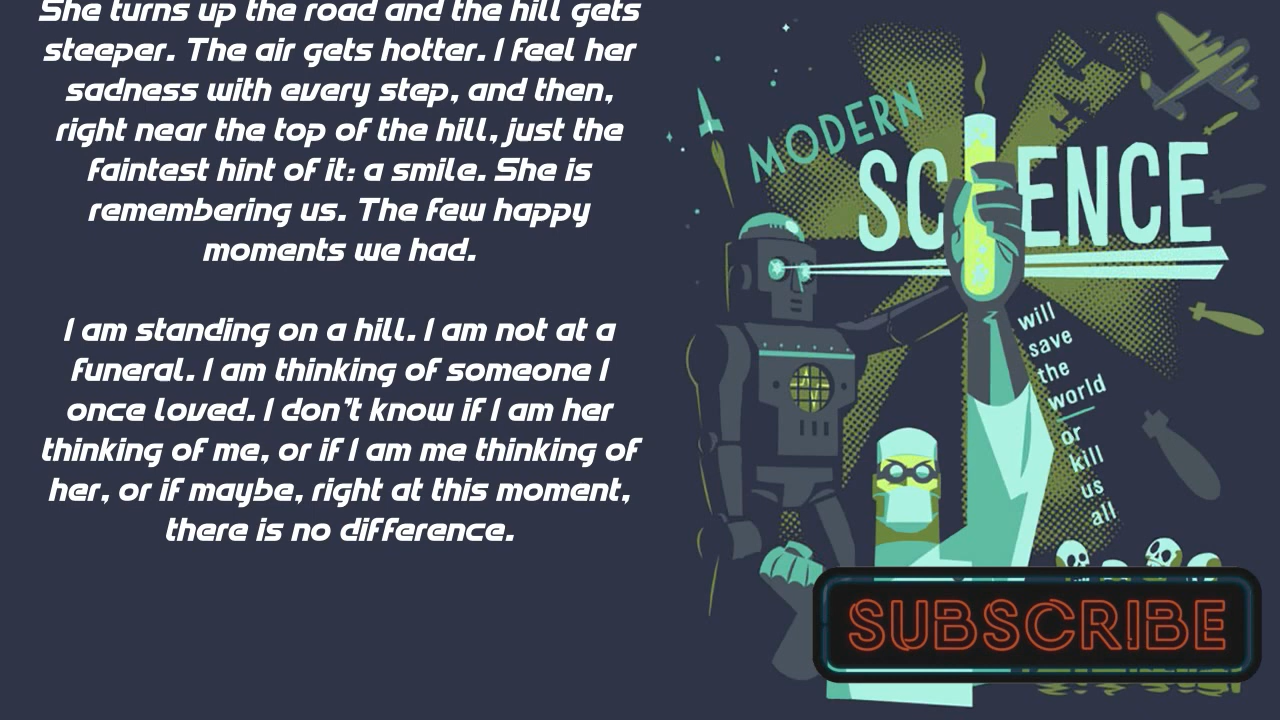 She turns up the road and the hill gets
steeper. The air gets hotter. I feel her
sadness with every step, and then,
right near the top of the hill, just the
faintest hint of it: a smile. She is
remembering us. The few happy
moments we had.
I am standing on a hill. I am not at a
funeral. I am thinking of someone I
once loved. I don't know if I am her
thinking of me, or if I am me thinking of
her, or if maybe, right at this moment,
there is no difference.
MODERN
SCIENCE
will
save
the
world
or
kill
us
all
SUBSCRIBE